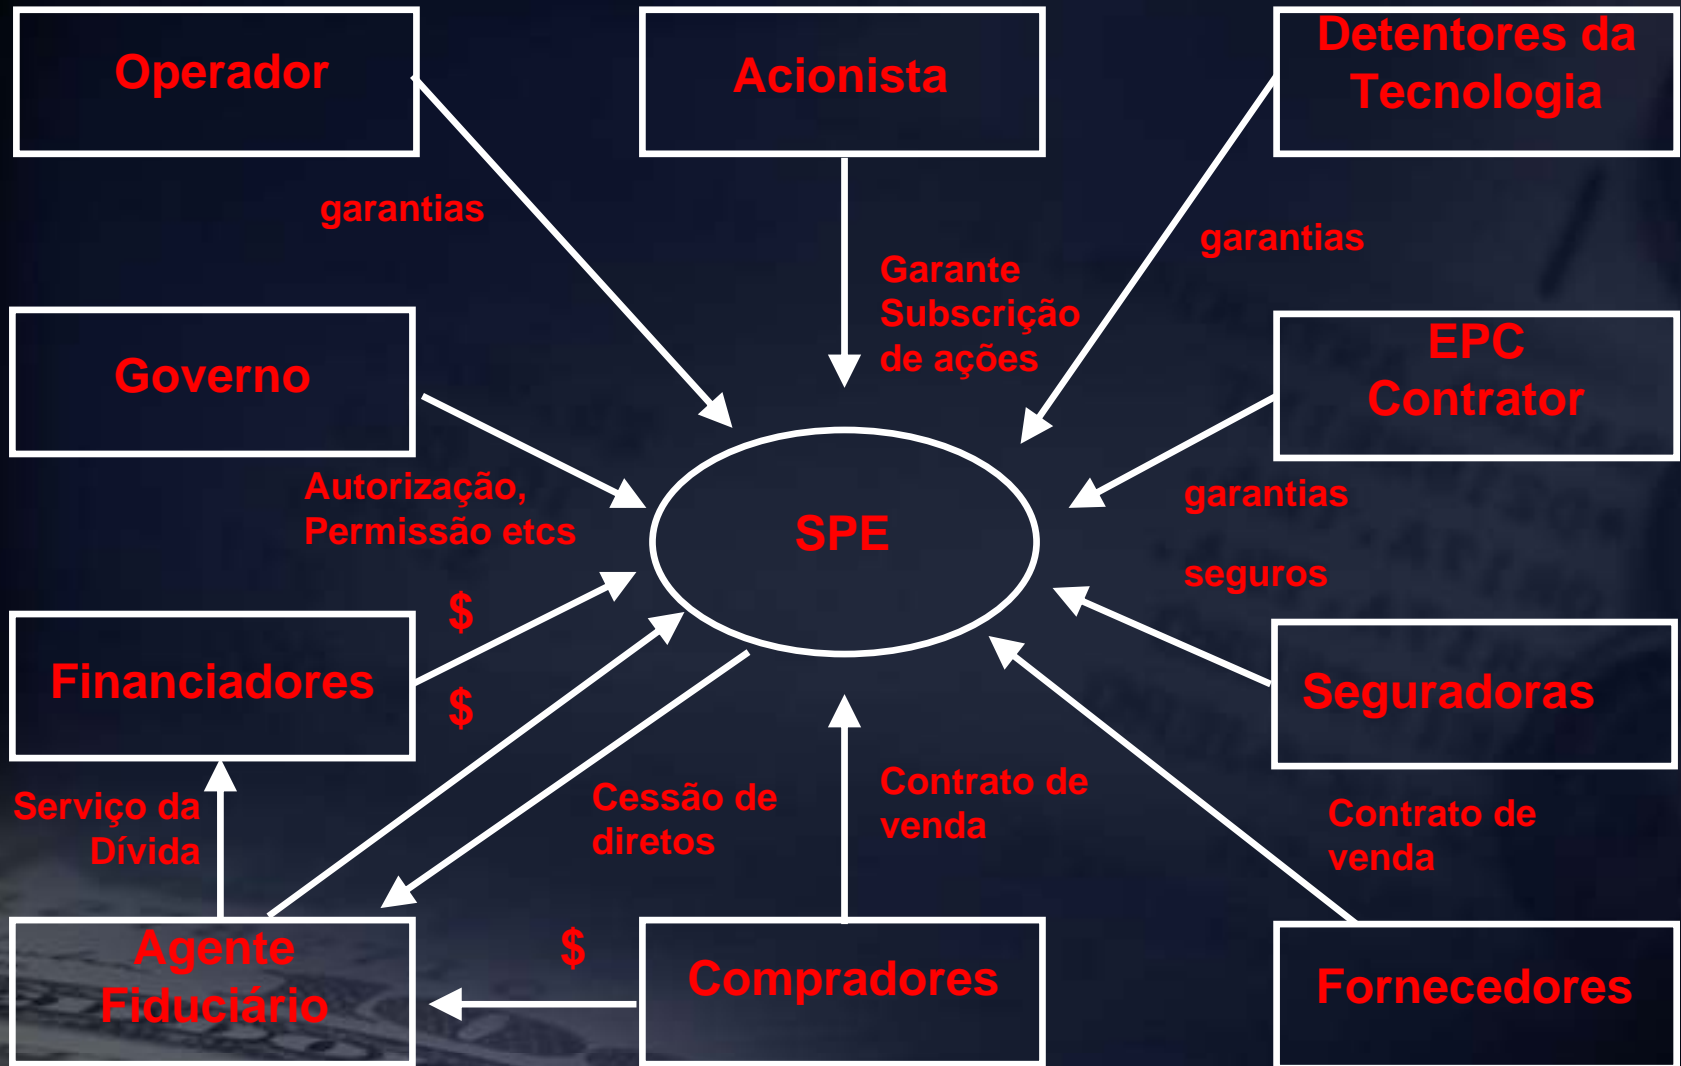 Operador
Acionista
Detentores da
Tecnologia
garantias
garantias
Garante
Subscrição
de ações
Governo
EPC
Contrator
Autorização,
Permissão etcs
SPE
garantias
seguros
$
Financiadores
$
Seguradoras
Serviço da
Dívida
Cessão de
diretos
Contrato de
venda
Contrato de
venda
Agente
Fiduciário
$
Compradores
Fornecedores